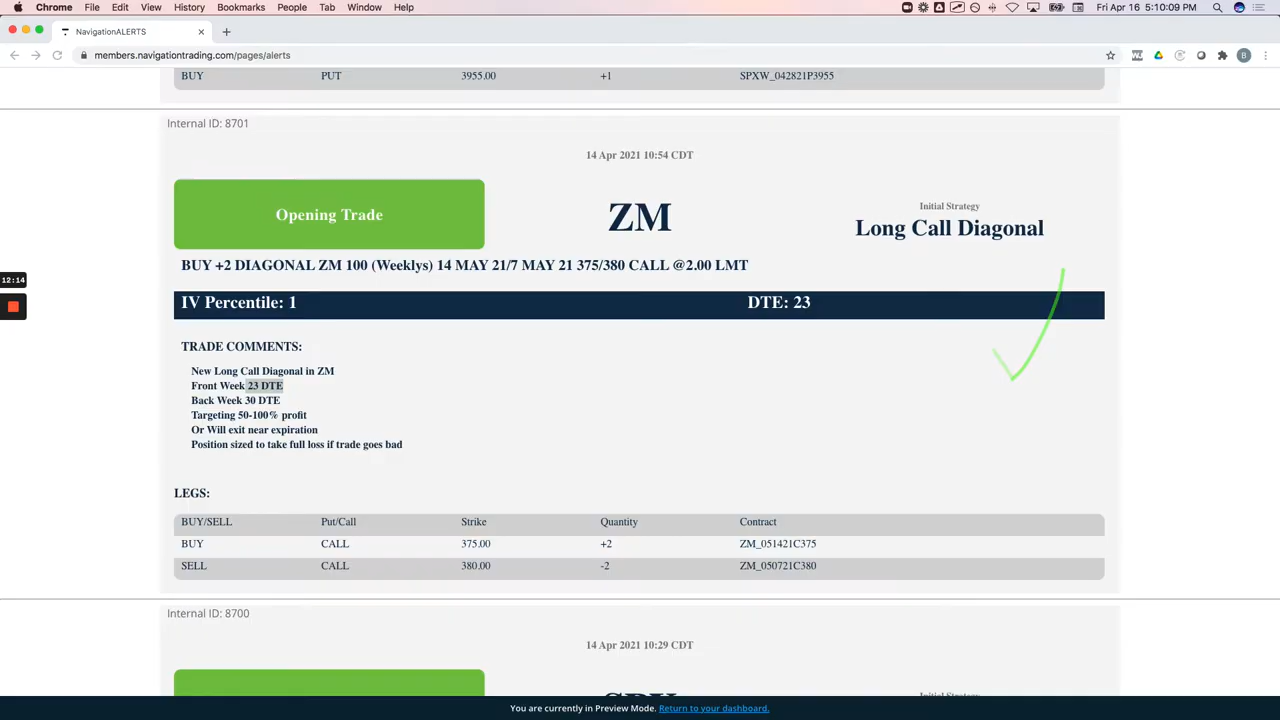 Chrome File Edit View History Bookmarks People Tab Window Help Fri Apr 16 5:10:09 PM
NavigationALERTS
members.navigationtrading.com/pages/alerts
BUY PUT 3955.00 +1 SPXW_042821P3955
Internal ID: 8701
14 Apr 2021 10:54 CDT
Opening Trade
ZM
Initial Strategy
Long Call Diagonal
BUY +2 DIAGONAL ZM 100 (Weeklys) 14 MAY 21/7 MAY 21 375/380 CALL @2.00 LMT
12:14
IV Percentile: 1 DTE: 23
TRADE COMMENTS:
New Long Call Diagonal in ZM
Front Week 23 DTE
Back Week 30 DTE
Targeting 50-100% profit
Or Will exit near expiration
Position sized to take full loss if trade goes bad
LEGS:
BUY/SELL Put/Call Strike Quantity Contract
BUY CALL 375.00 +2 ZM_051421C375
SELL CALL 380.00 -2 ZM_050721C380
Internal ID: 8700
14 Apr 2021 10:29 CDT
Initial Strategy
You are currently in Preview Mode. Return to your dashboard.